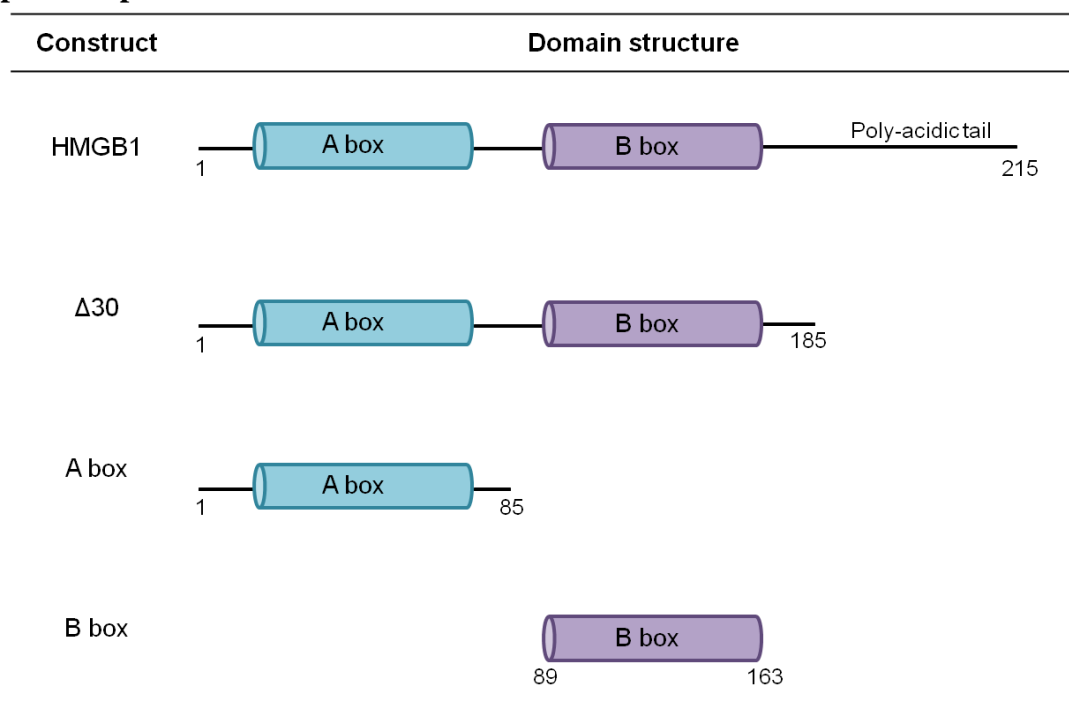 Construct Domain structure
HMGB1 A box B box Poly-acidic tail
1 215
Δ30 A box B box
1 185
A box A box
1 85
B box B box
89 163